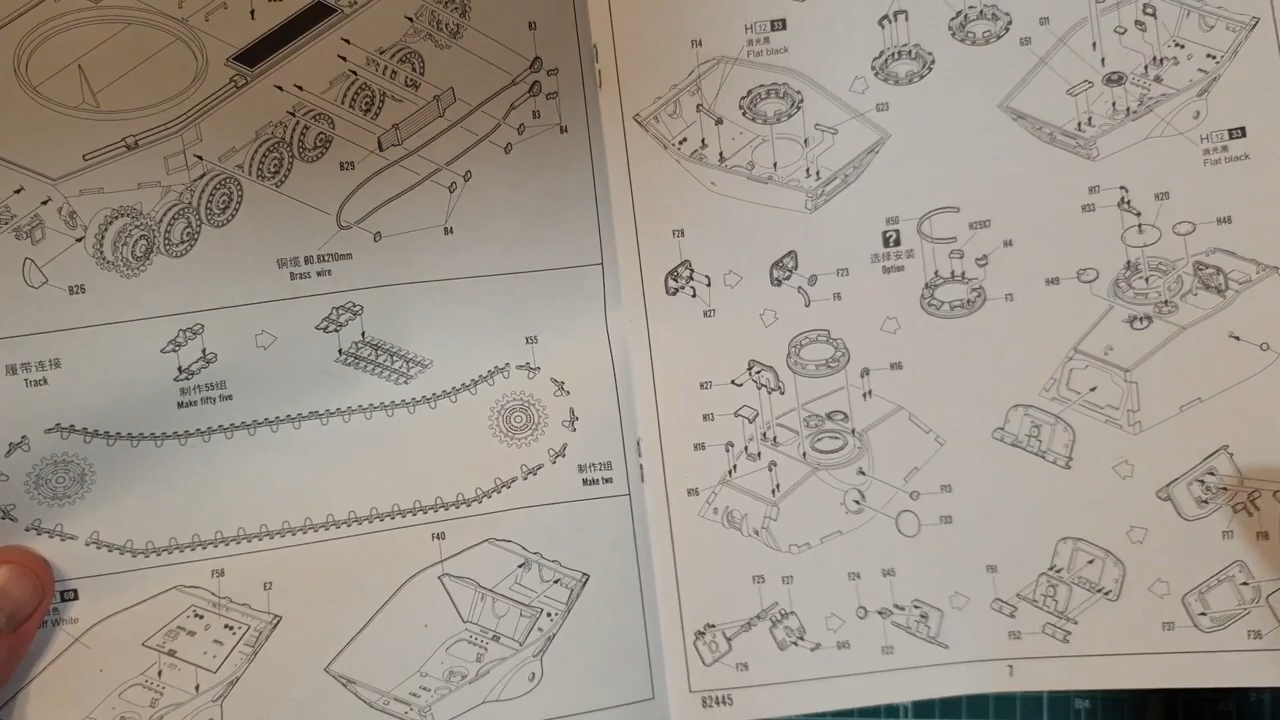 B3
B3
B4
B29
B4
铜缆 Ø0.8X210mm
Brass wire
B26
履带连接
Track
制作55组
Make fifty five
X55
制作2组
Make two
69
Off White
F58
E2
F40
H 12 33
消光黑
Flat black
F14
G23
G11
G51
H 12 33
消光黑
Flat black
H17
H33
H20
H48
H49
H50
?
选择安装
Option
H25X7
H4
F3
F28
H27
F23
F6
H27
H13
H16
H16
H16
F13
F33
F25
F27
F26
G45
F24
G45
F22
F51
F52
F17
F18
F37
F36
7
82445
B4